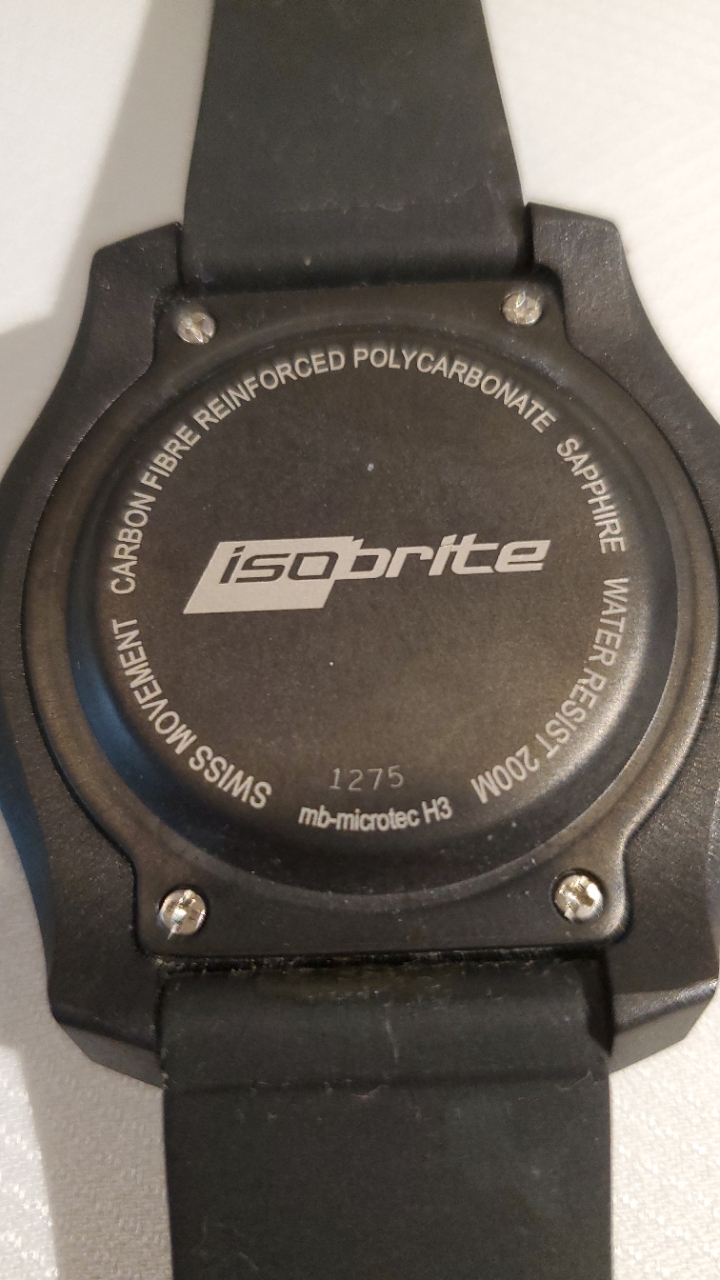 CARBON FIBRE REINFORCED POLYCARBONATE SAPPHIRE WATER RESIST 200M
SWISS MOVEMENT
isobrite
1275
mb-microtec H3